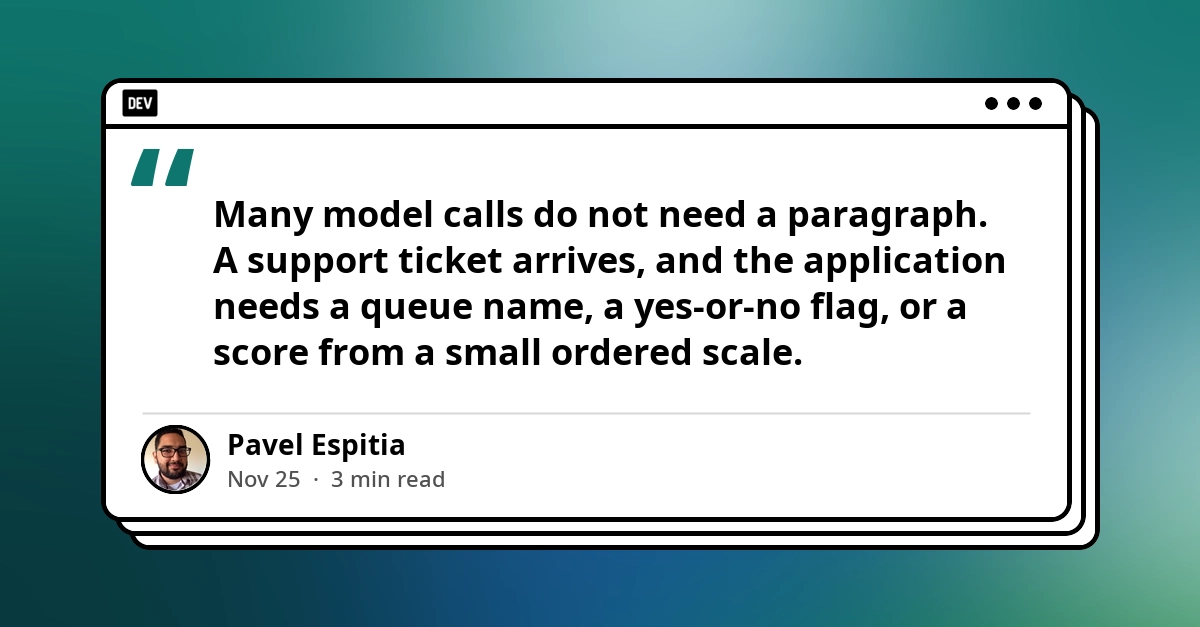 DEV
Many model calls do not need a paragraph.
A support ticket arrives, and the application
needs a queue name, a yes-or-no flag, or a
score from a small ordered scale.
Pavel Espitia
Nov 25 · 3 min read